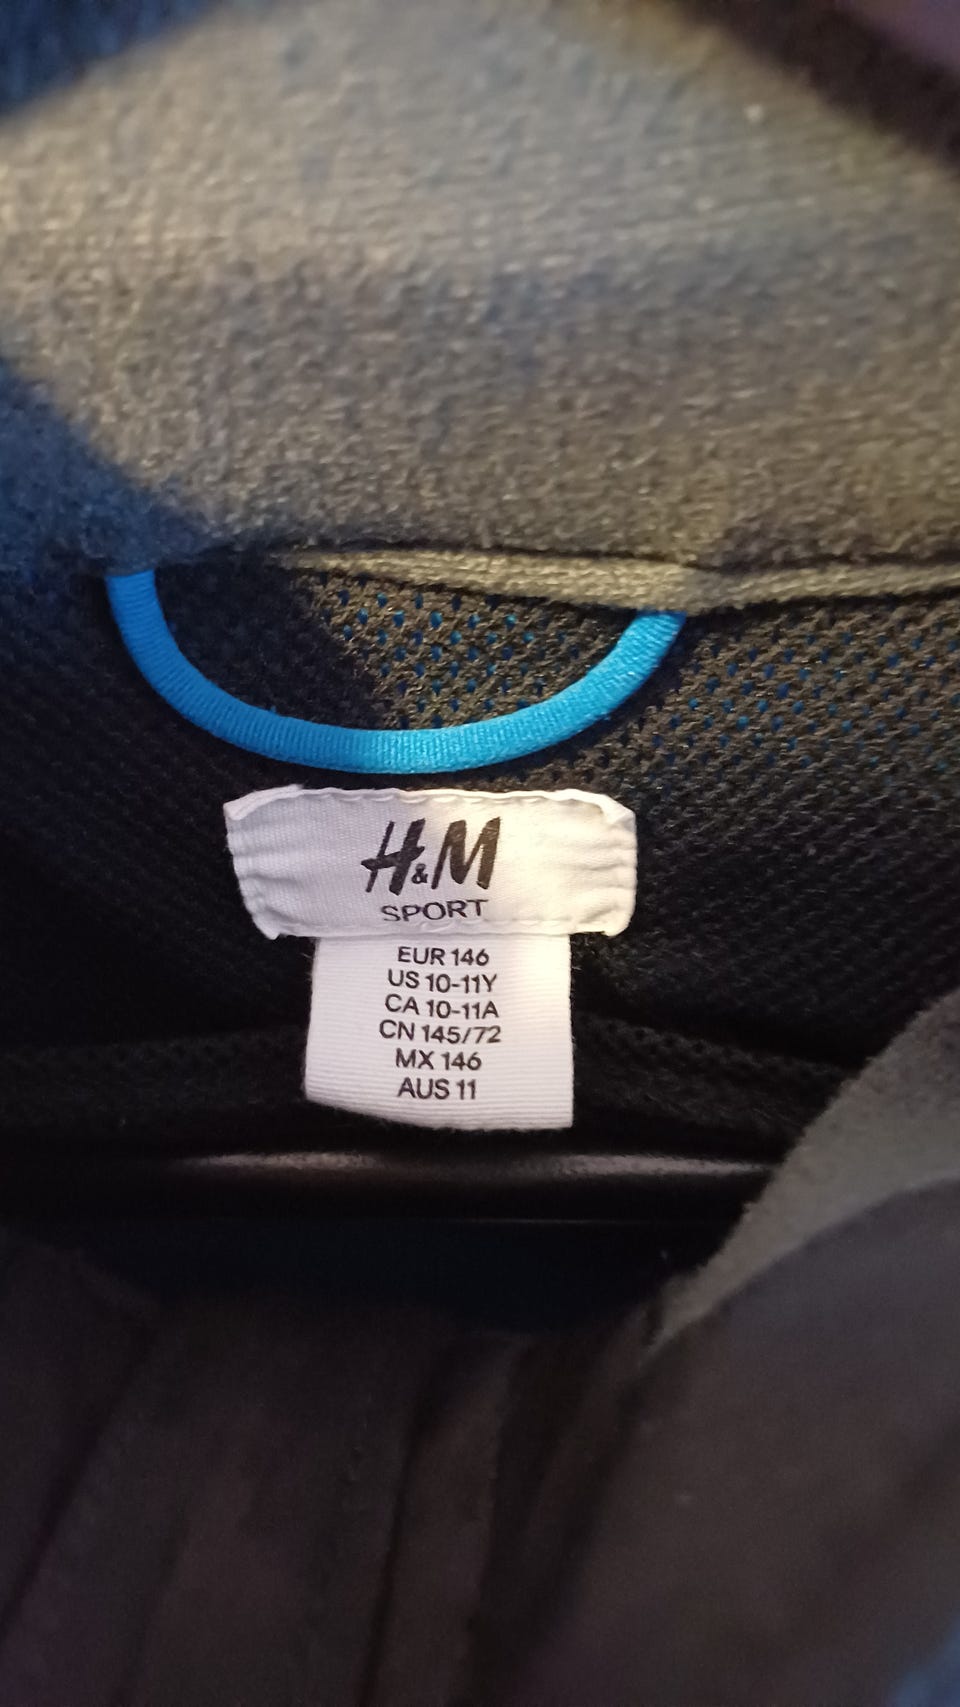 H&M
SPORT
EUR 146
US 10-11Y
CA 10-11A
CN 145/72
MX 146
AUS 11